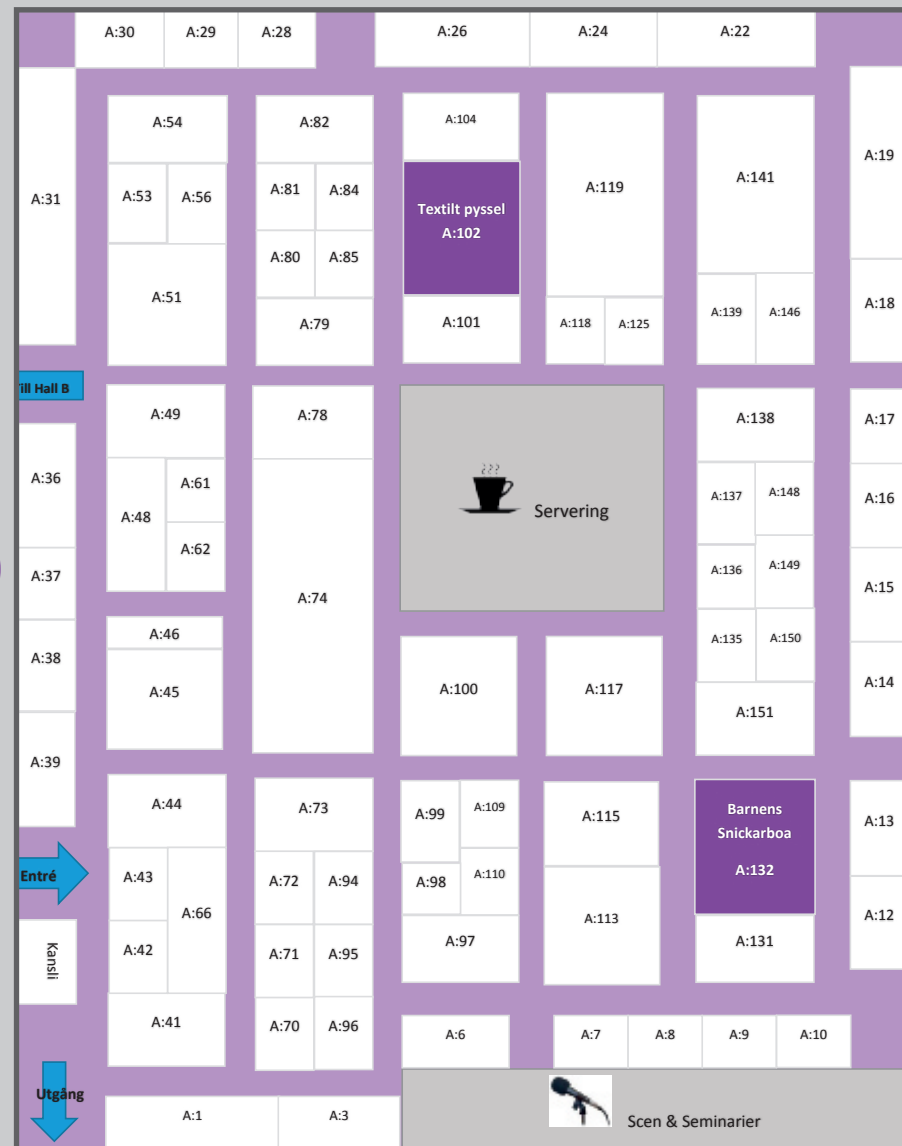 A:30
A:29
A:28
A:26
A:24
A:22
A:54
A:82
A:104
A:19
A:31
A:53
A:56
A:81
A:84
Textilt pyssel
A:102
A:119
A:141
A:80
A:85
A:51
A:79
A:101
A:118
A:125
A:139
A:146
A:18
ill Hall B
A:49
A:78
A:138
A:17
A:36
A:48
A:61
A:62
Servering
A:137
A:148
A:16
A:37
A:74
A:136
A:149
A:15
A:46
A:38
A:45
A:100
A:117
A:135
A:150
A:14
A:151
A:39
A:44
A:73
A:99
A:109
A:115
Barnens
Snickarboa
A:132
A:13
Entré
A:43
A:66
A:72
A:94
A:98
A:110
A:113
A:12
Kansli
A:42
A:71
A:95
A:97
A:131
A:41
A:70
A:96
A:6
A:7
A:8
A:9
A:10
Utgång
A:1
A:3
Scen & Seminarier